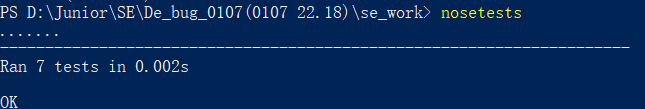 PS D:\Junior\SE\De_bug_0107(0107 22.18)\se_work> nosetests
.......
----------------------------------------------------------------------
Ran 7 tests in 0.002s
OK